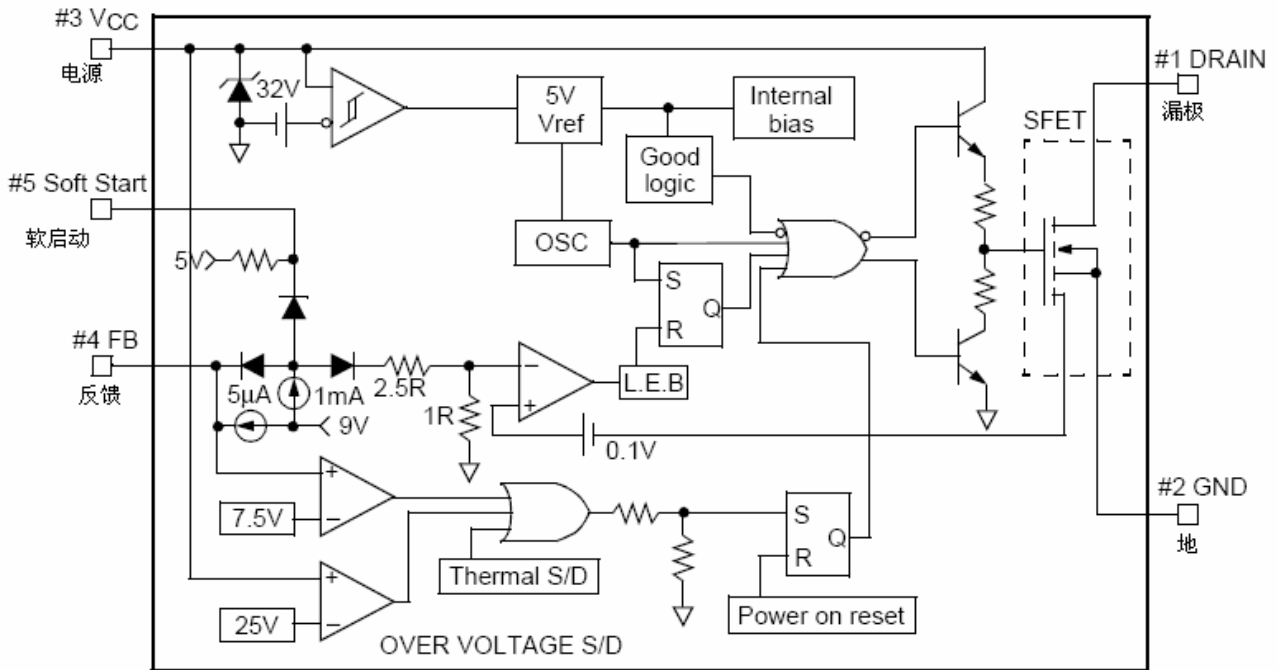 #3 VCC
电源
32V
5V
Vref
Internal
bias
Good
logic
#1 DRAIN
漏极
SFET
#5 Soft Start
软启动
5V
OSC
S
R
Q
#4 FB
反馈
5μA
1mA
2.5R
1R
9V
−
+
L.E.B
0.1V
#2 GND
地
+
−
7.5V
Thermal S/D
S
R
Q
+
−
25V
Power on reset
OVER VOLTAGE S/D